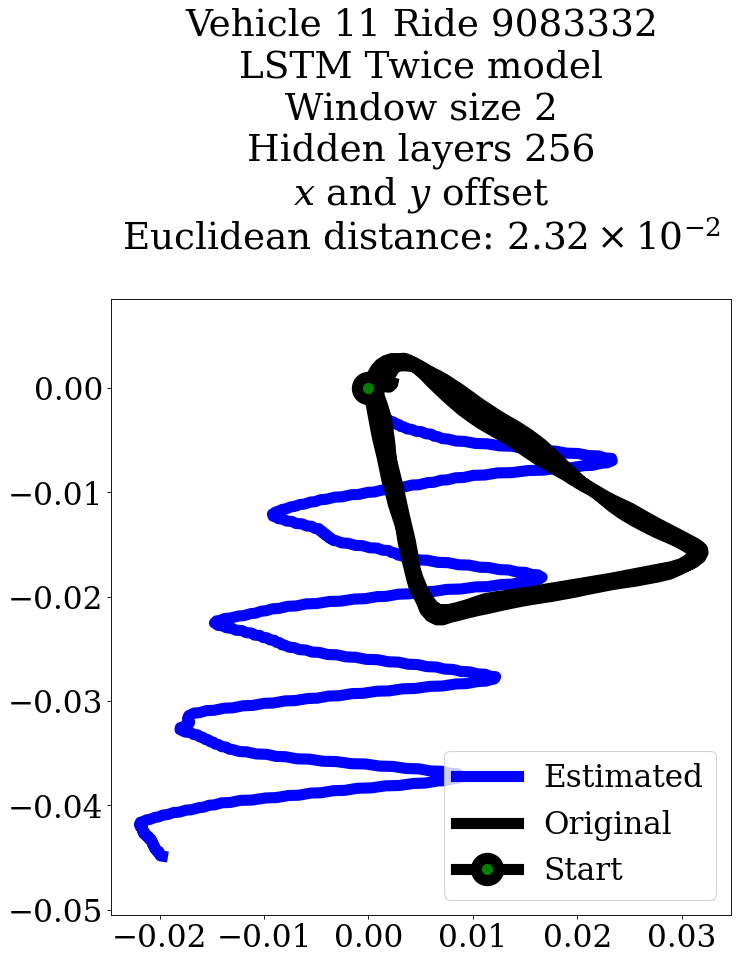 Vehicle 11 Ride 9083332
LSTM Twice model
Window size 2
Hidden layers 256
x and y offset
Euclidean distance: 2.32 × 10⁻²
0.00
−0.01
−0.02
−0.03
−0.04
−0.05
Estimated
Original
Start
−0.02 −0.01 0.00 0.01 0.02 0.03